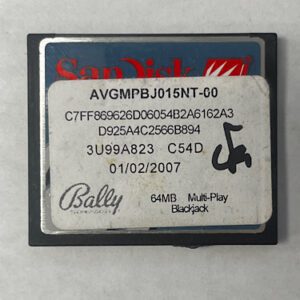 SanDisk
AVGMPBJ015NT-00
C7FF869626D06054B2A6162A3
D925A4C2566B894
3U99A823 C54D
01/02/2007
Bally
64MB Multi-Play
Blackjack